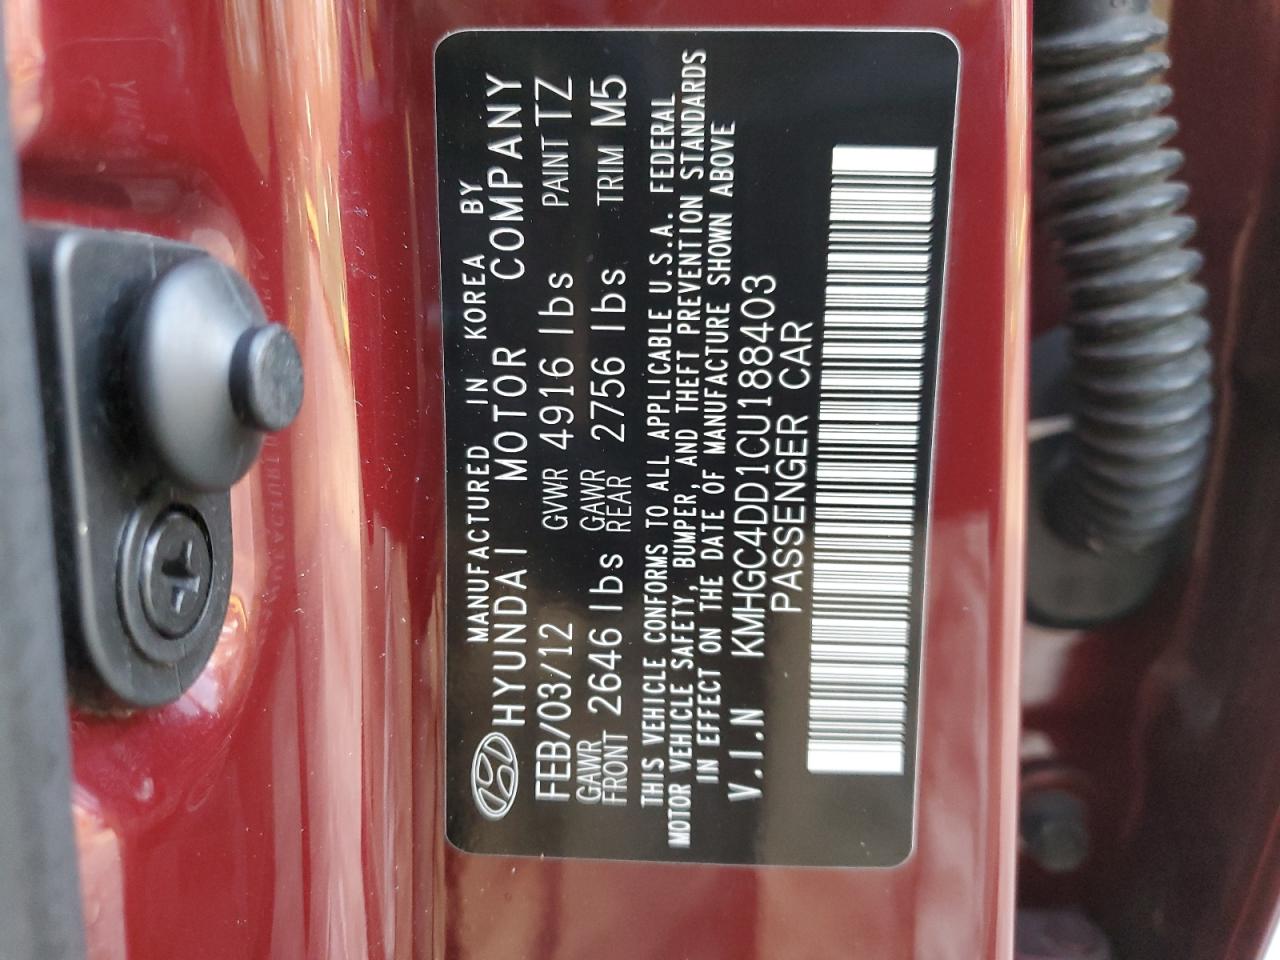 MANUFACTURED IN KOREA BY
HYUNDAI MOTOR COMPANY
FEB/03/12 GVWR 4916 lbs PAINT TZ
GAWR FRONT 2646 lbs GAWR REAR 2756 lbs TRIM M5
THIS VEHICLE CONFORMS TO ALL APPLICABLE U.S.A. FEDERAL
MOTOR VEHICLE SAFETY, BUMPER, AND THEFT PREVENTION STANDARDS
IN EFFECT ON THE DATE OF MANUFACTURE SHOWN ABOVE
V.I.N KMHGC4DD1CU188403
PASSENGER CAR